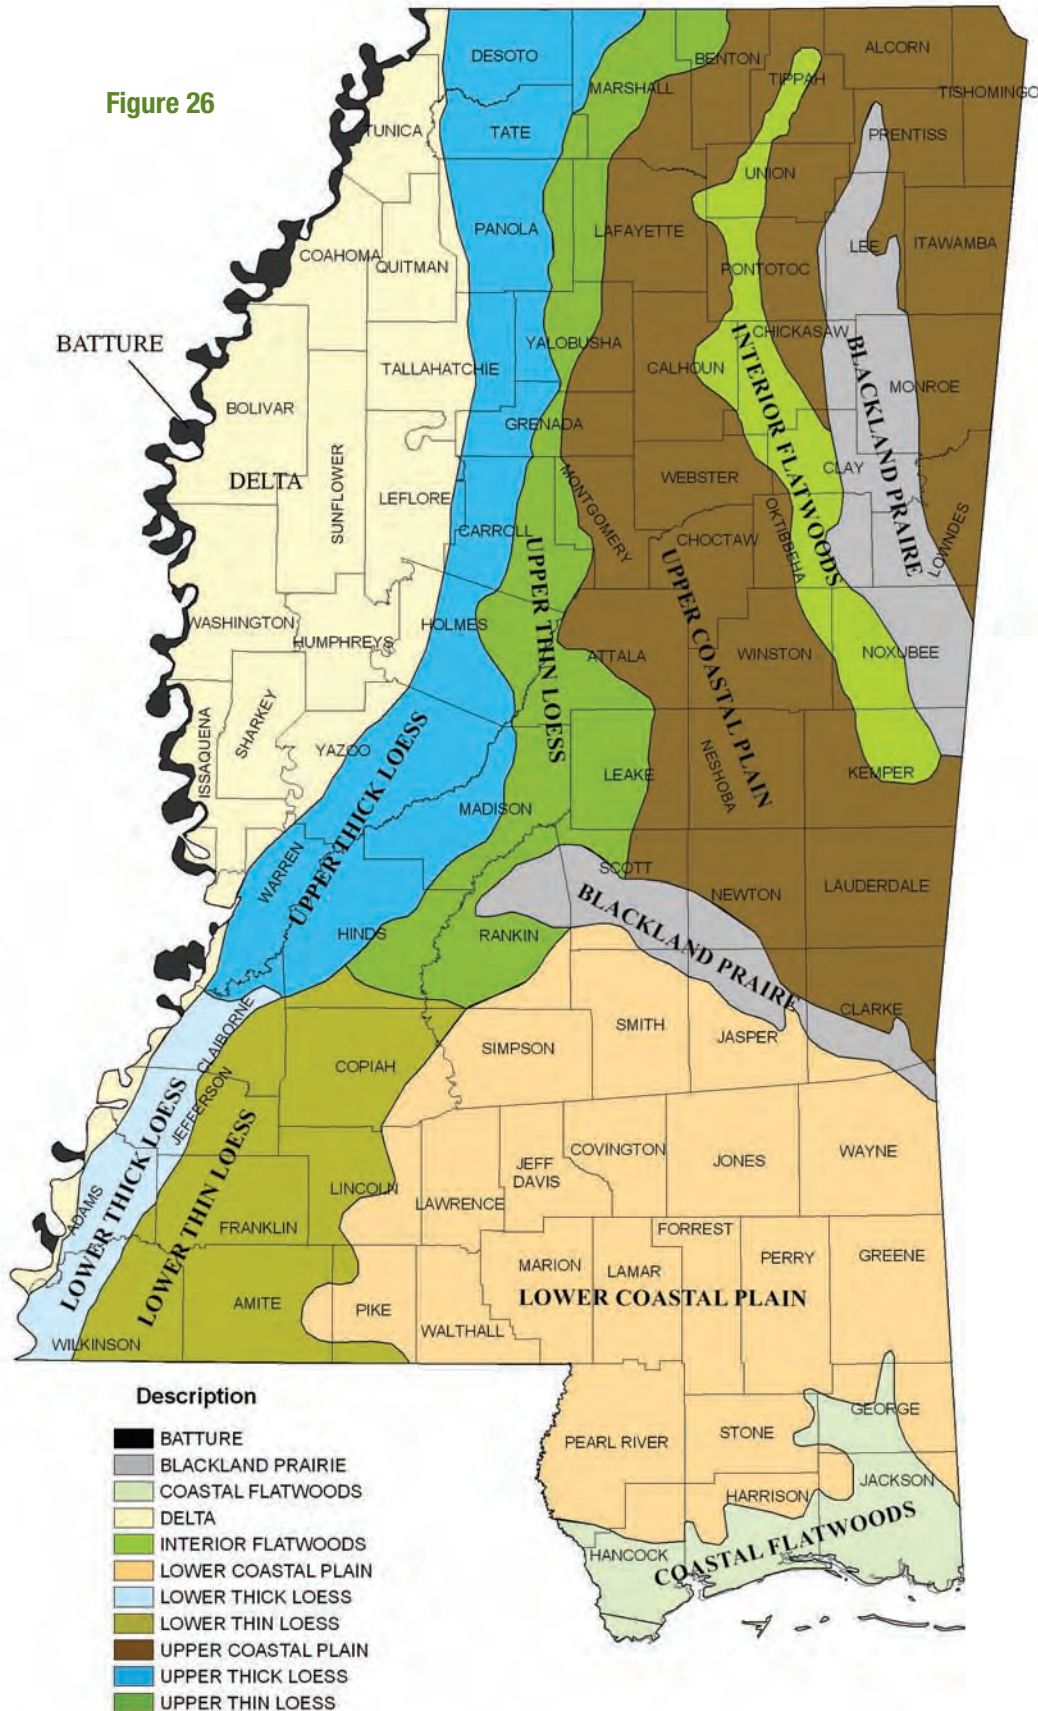 Figure 26
DESOTO
BENTON
ALCORN
TIPPAH
MARSHALL
TISHOMINGO
TUNICA
TATE
PRENTISS
UNION
PANOLA
LAFAYETTE
LEE
ITAWAMBA
COAHOMA
QUITMAN
PONTOTOC
BATTURE
YALOBUSHA
CHICKASAW
TALLAHATCHIE
CALHOUN
MONROE
BOLIVAR
GRENADA
INTERIOR FLATWOODS
BLACKLAND PRAIRE
DELTA
SUNFLOWER
LEFLORE
MONTGOMERY
WEBSTER
CLAY
CARROLL
CHOCTAW
OKTIBBEHA
LOWNDES
UPPER THIN LOESS
UPPER COASTAL PLAIN
WASHINGTON
HUMPHREYS
HOLMES
ATTALA
WINSTON
NOXUBEE
ISSAQUENA
SHARKEY
YAZOO
UPPER THICK LOESS
LEAKE
NESHOBA
KEMPER
MADISON
WARREN
SCOTT
NEWTON
LAUDERDALE
HINDS
RANKIN
BLACKLAND PRAIRE
CLAIBORNE
SMITH
JASPER
CLARKE
SIMPSON
COPIAH
JEFFERSON
LOWER THICK LOESS
LOWER THIN LOESS
COVINGTON
JONES
WAYNE
JEFF
DAVIS
ADAMS
LINCOLN
LAWRENCE
FRANKLIN
FORREST
MARION
LAMAR
PERRY
GREENE
LOWER COASTAL PLAIN
AMITE
PIKE
WALTHALL
WILKINSON
GEORGE
PEARL RIVER
STONE
JACKSON
HARRISON
HANCOCK
COASTAL FLATWOODS
Description
BATTURE
BLACKLAND PRAIRIE
COASTAL FLATWOODS
DELTA
INTERIOR FLATWOODS
LOWER COASTAL PLAIN
LOWER THICK LOESS
LOWER THIN LOESS
UPPER COASTAL PLAIN
UPPER THICK LOESS
UPPER THIN LOESS